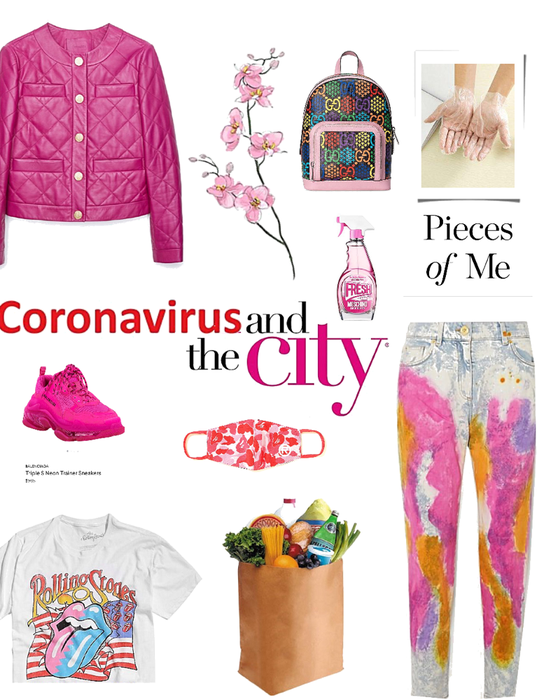 Pieces
of Me
FRESH
MOSCHINO
Coronavirus and
the city
BALENCIAGA
Triple S Neon Trainer Sneakers
Rolling Stones